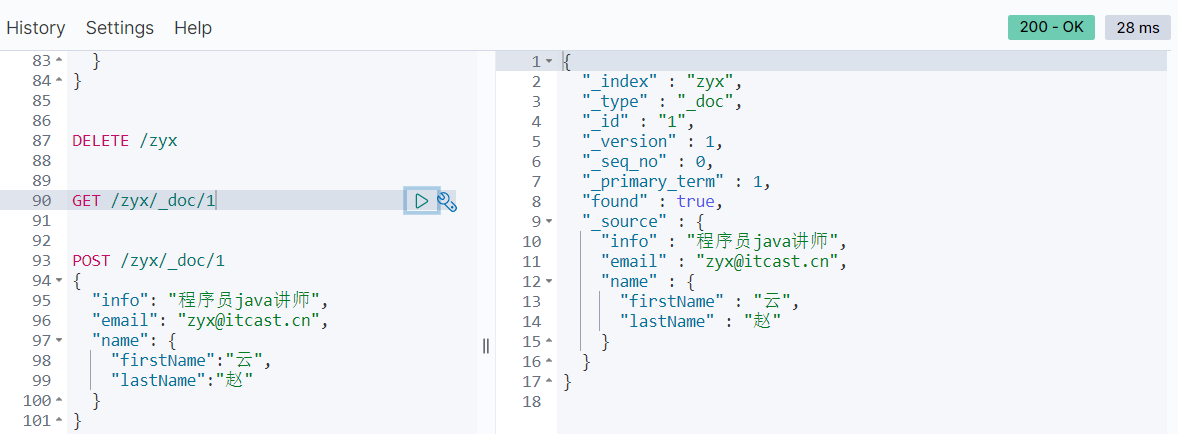 History Settings Help 200 - OK 28 ms
83 }
84 }
85
86
87 DELETE /zyx
88
89
90 GET /zyx/_doc/1
91
92
93 POST /zyx/_doc/1
94 {
95 "info": "程序员java讲师",
96 "email": "zyx@itcast.cn",
97 "name": {
98 "firstName":"云",
99 "lastName":"赵"
100 }
101 }
1 {
2 "_index" : "zyx",
3 "_type" : "_doc",
4 "_id" : "1",
5 "_version" : 1,
6 "_seq_no" : 0,
7 "_primary_term" : 1,
8 "found" : true,
9 "_source" : {
10 "info" : "程序员java讲师",
11 "email" : "zyx@itcast.cn",
12 "name" : {
13 "firstName" : "云",
14 "lastName" : "赵"
15 }
16 }
17 }
18